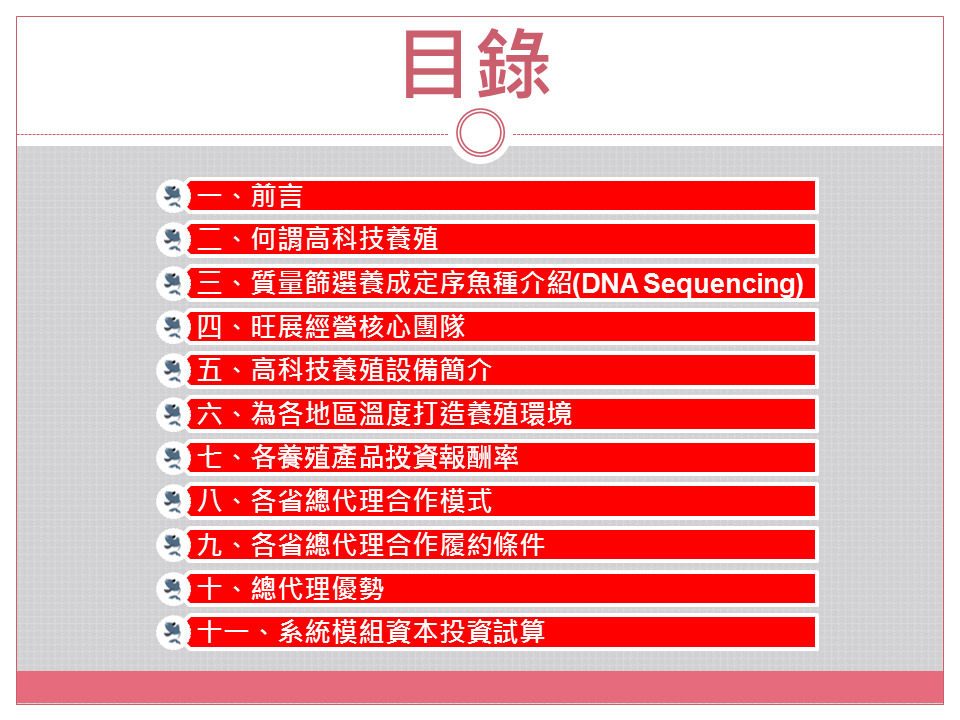 目錄
一、前言
二、何謂高科技養殖
三、質量篩選養成定序魚種介紹(DNA Sequencing)
四、旺展經營核心團隊
五、高科技養殖設備簡介
六、為各地區溫度打造養殖環境
七、各養殖產品投資報酬率
八、各省總代理合作模式
九、各省總代理合作履約條件
十、總代理優勢
十一、系統模組資本投資試算